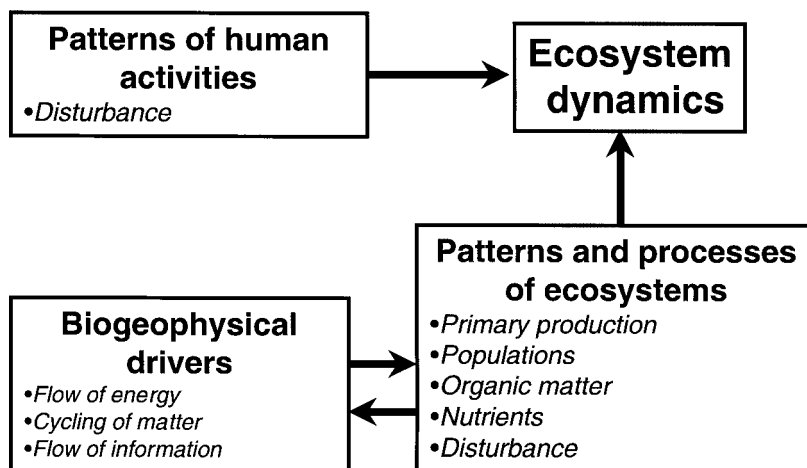 Patterns of human
activities
•Disturbance
Ecosystem
dynamics
Patterns and processes
of ecosystems
•Primary production
•Populations
•Organic matter
•Nutrients
•Disturbance
Biogeophysical
drivers
•Flow of energy
•Cycling of matter
•Flow of information